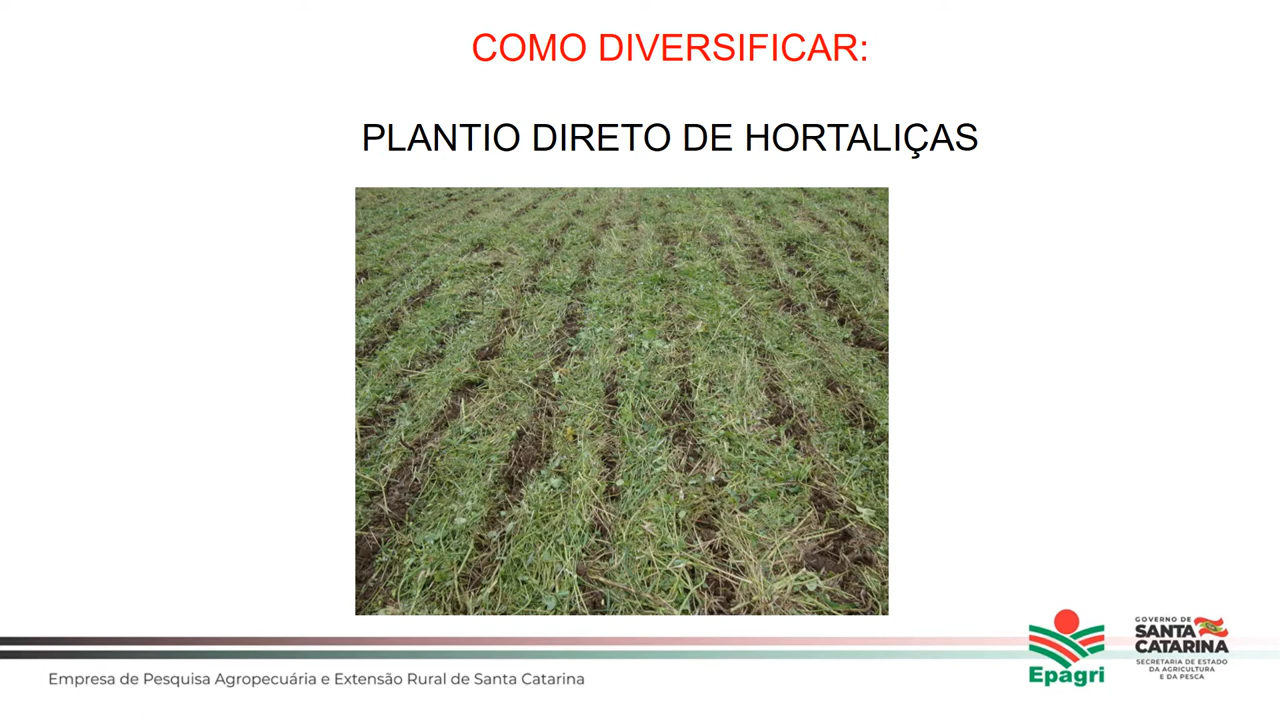 COMO DIVERSIFICAR:
PLANTIO DIRETO DE HORTALIÇAS
Empresa de Pesquisa Agropecuária e Extensão Rural de Santa Catarina
Epagri
GOVERNO DE
SANTA
CATARINA
SECRETARIA DE ESTADO
DA AGRICULTURA
E DA PESCA